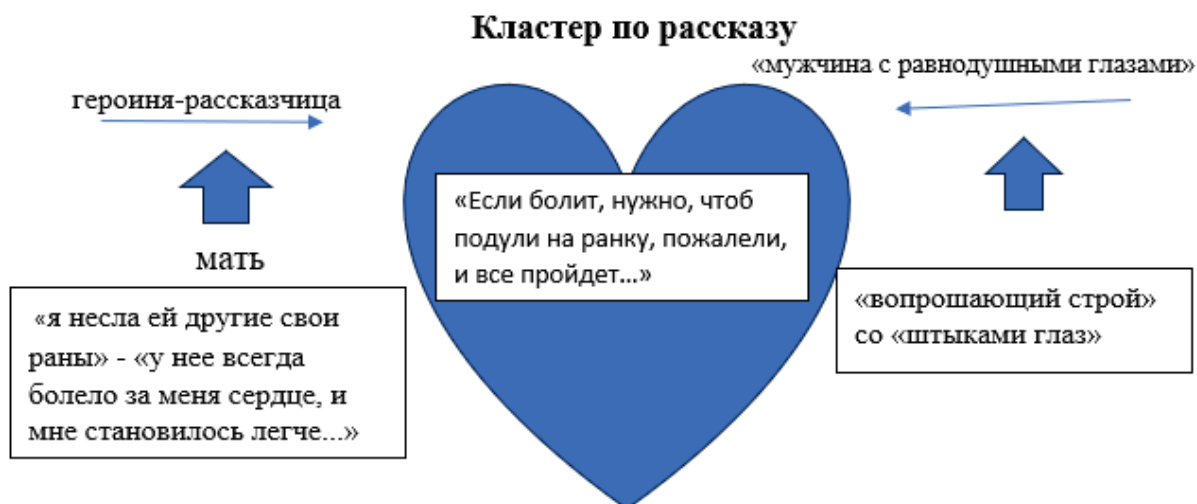 Кластер по рассказу
«мужчина с равнодушными глазами»
героиня-рассказчица
«Если болит, нужно, чтоб
подули на ранку, пожалели,
и все пройдет…»
мать
«я несла ей другие свои
раны» - «у нее всегда
болело за меня сердце, и
мне становилось легче...»
«вопрошающий строй»
со «штыками глаз»